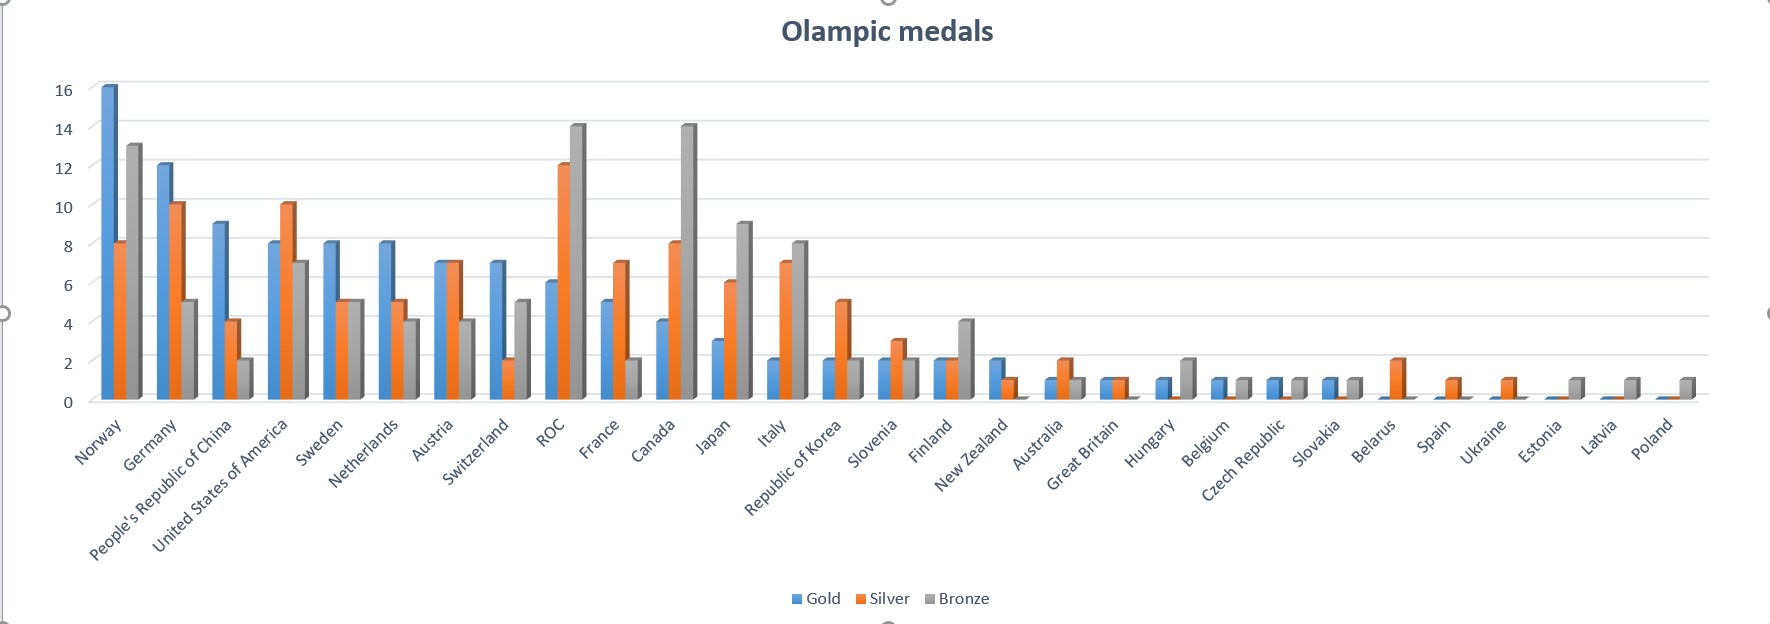 Olampic medals
16
14
12
10
8
6
4
2
0
Norway
Germany
People's Republic of China
United States of America
Sweden
Netherlands
Austria
Switzerland
ROC
France
Canada
Japan
Italy
Republic of Korea
Slovenia
Finland
New Zealand
Australia
Great Britain
Hungary
Belgium
Czech Republic
Slovakia
Belarus
Spain
Ukraine
Estonia
Latvia
Poland
Gold Silver Bronze